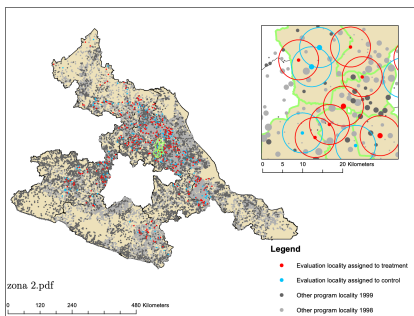 0 5 10 20 Kilometers
Legend
Evaluation locality assigned to treatment
Evaluation locality assigned to control
Other program locality 1999
Other program locality 1998
zona 2.pdf
0 120 240 480 Kilometers